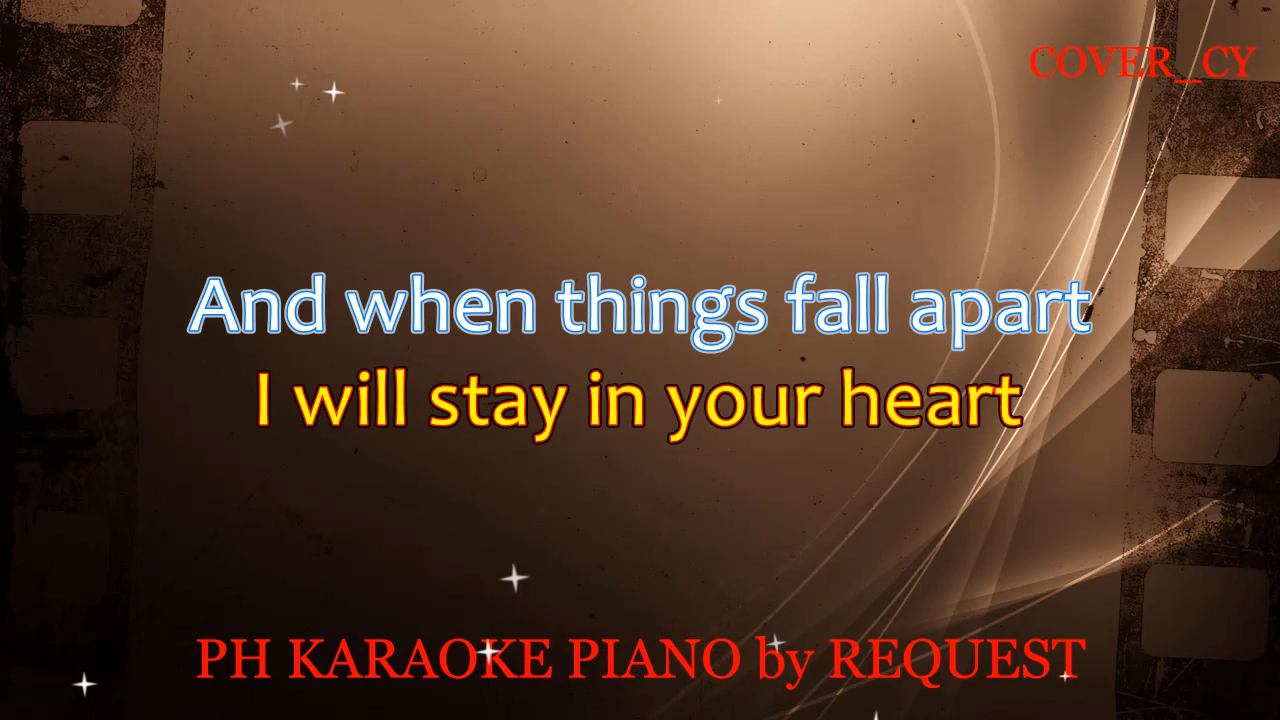 COVER_CY
And when things fall apart
I will stay in your heart
PH KARAOKE PIANO by REQUEST